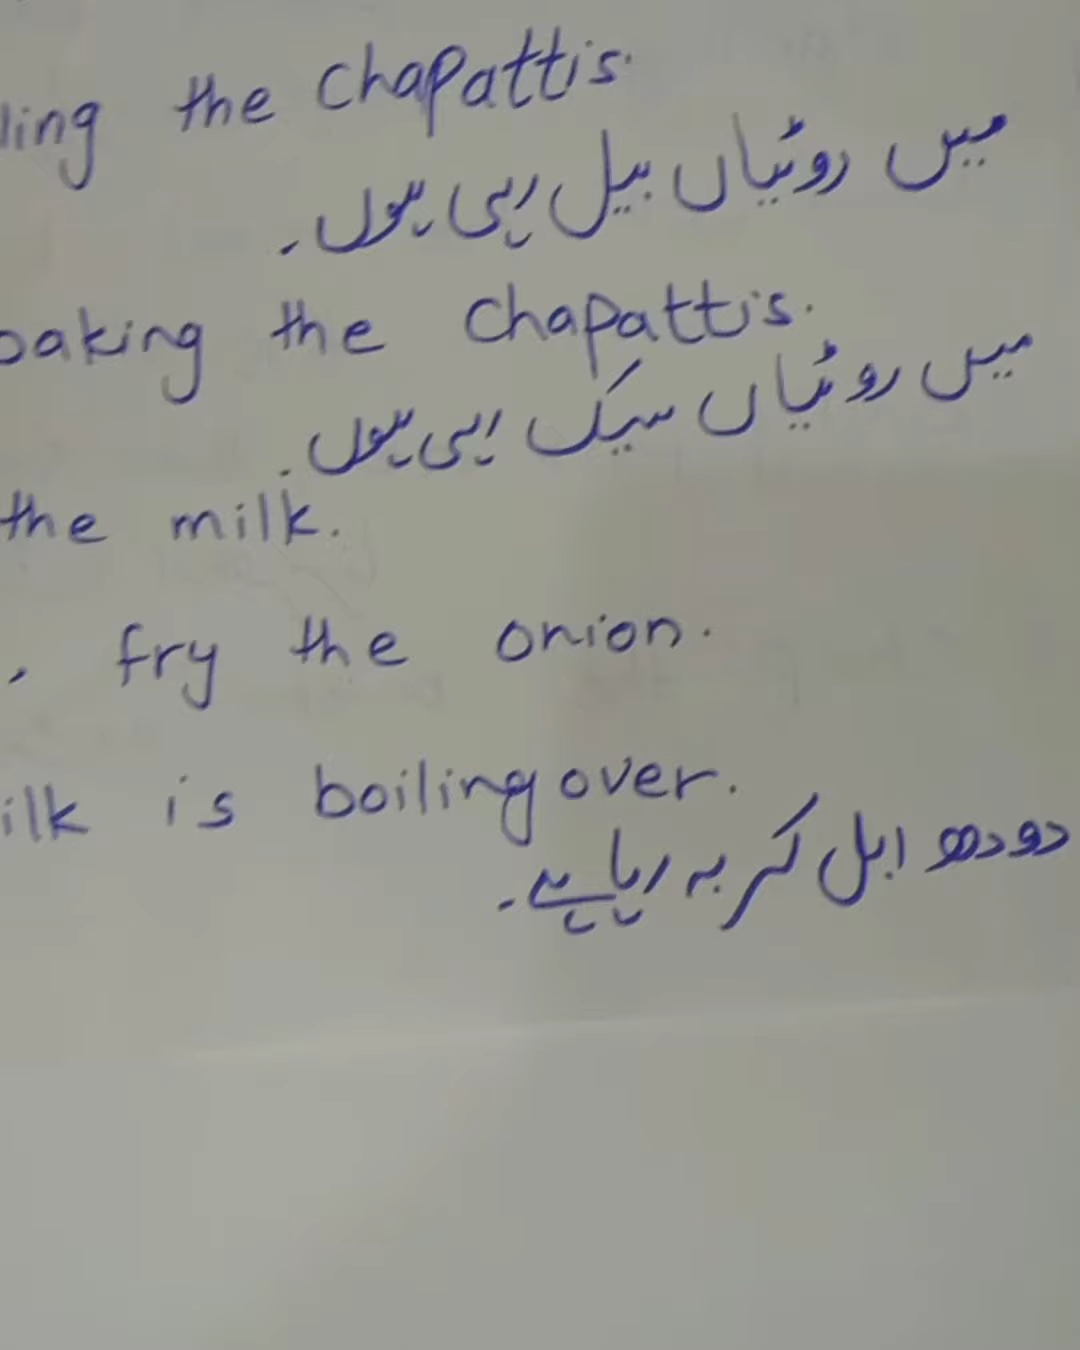 ling the Chapattis.
میں روٹیاں بیل رہی ہوں۔
baking the Chapattis.
میں روٹیاں سیک رہی ہوں۔
the milk.
, fry the onion.
ilk is boiling over.
دودھ ابل کر بہ رہا ہے۔